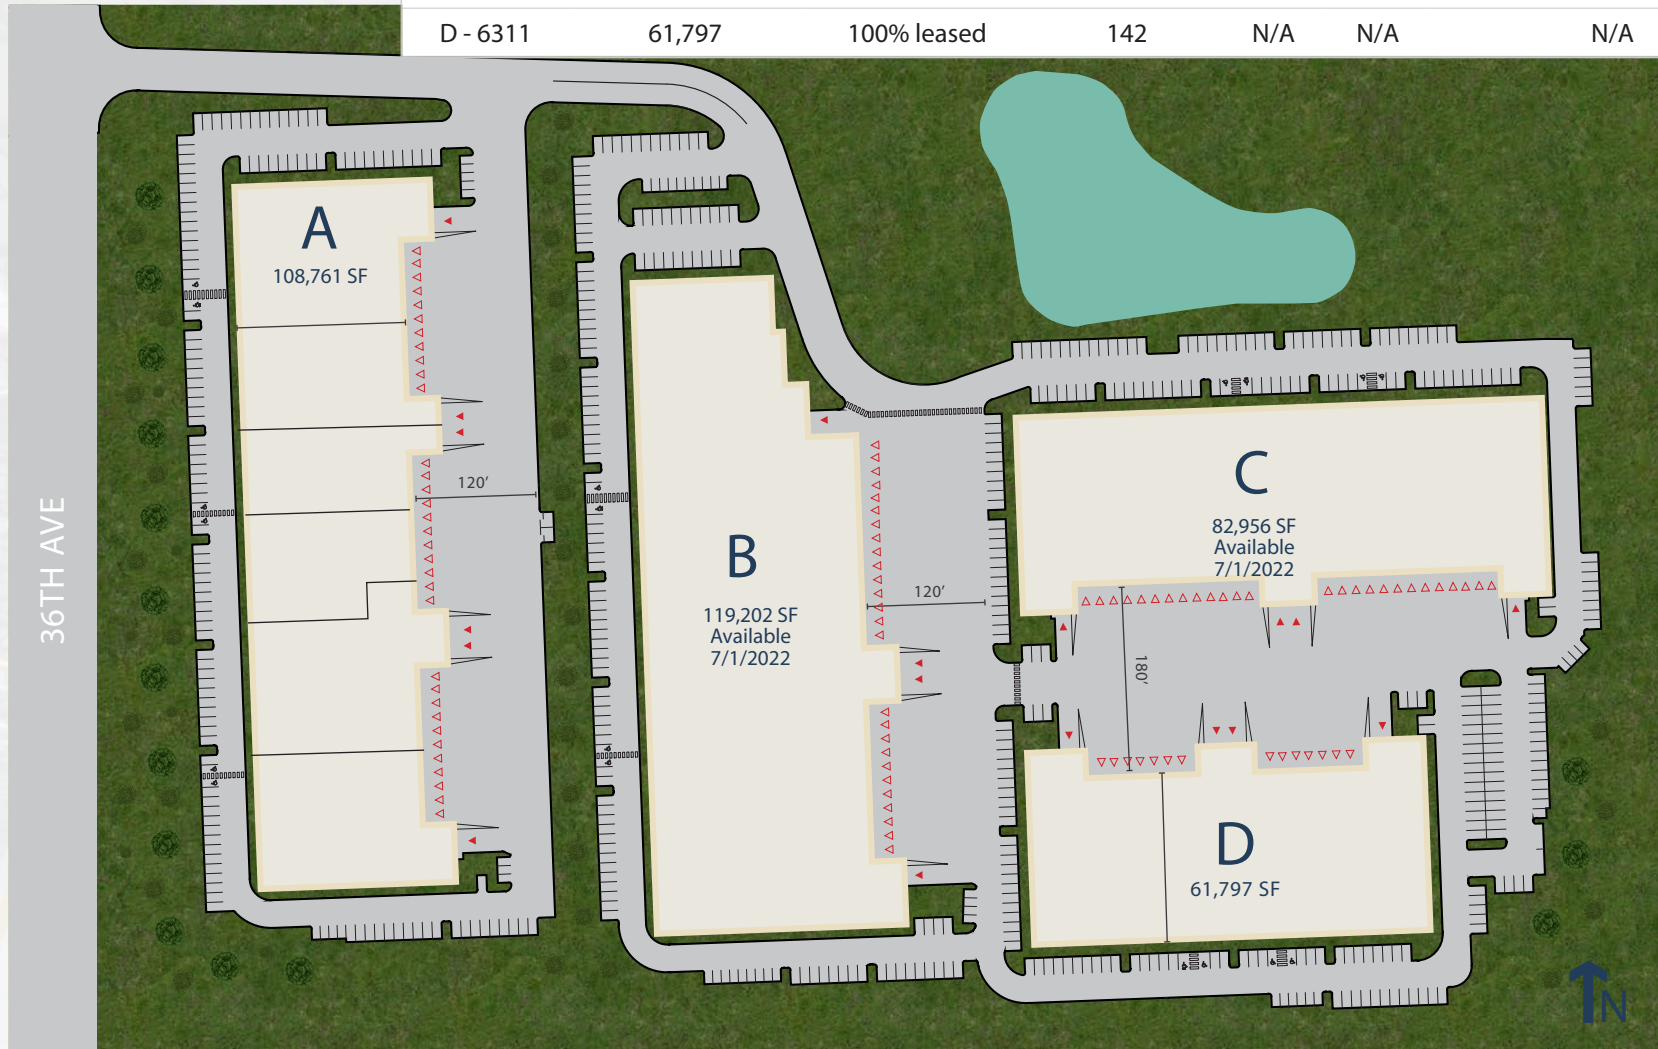 D - 6311 61,797 100% leased 142 N/A N/A N/A
A
108,761 SF
120'
36TH AVE
B
119,202 SF
Available
7/1/2022
120'
C
82,956 SF
Available
7/1/2022
180'
D
61,797 SF
N